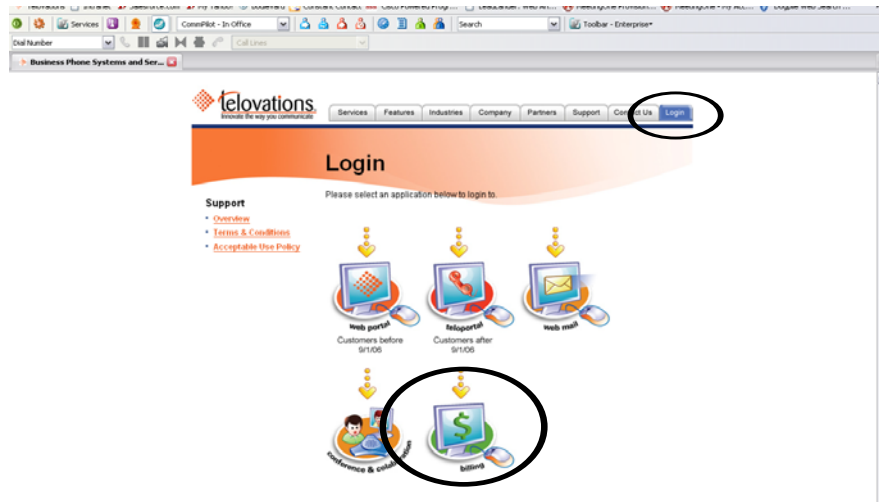 Services
CommPilot - In Office
Search
Toolbar - Enterprise
Dial Number
Call Lines
Business Phone Systems and Ser...
telovations
Innovate the way you communicate
Services Features Industries Company Partners Support Contact Us Login
Login
Please select an application below to login to.
Support
Overview
Terms & Conditions
Acceptable Use Policy
web portal
teloportal
web mail
Customers before
9/1/06
Customers after
9/1/06
conference & colaboration
billing